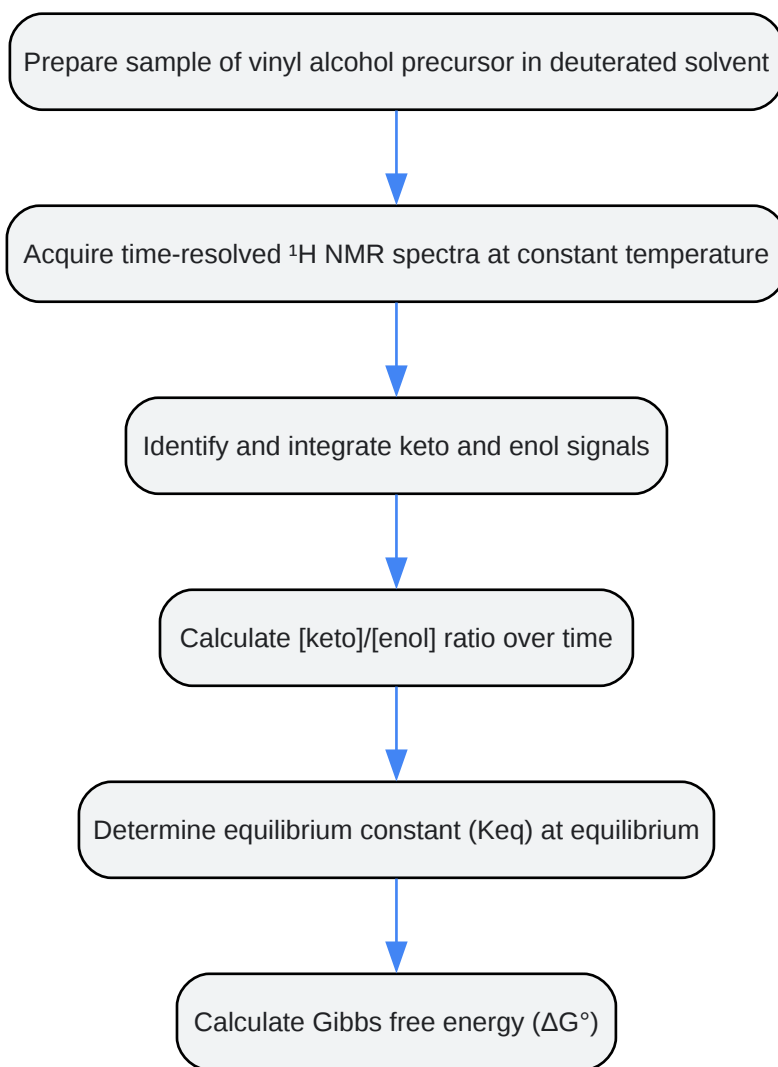 Prepare sample of vinyl alcohol precursor in deuterated solvent
Acquire time-resolved ¹H NMR spectra at constant temperature
Identify and integrate keto and enol signals
Calculate [keto]/[enol] ratio over time
Determine equilibrium constant (Keq) at equilibrium
Calculate Gibbs free energy (ΔG°)